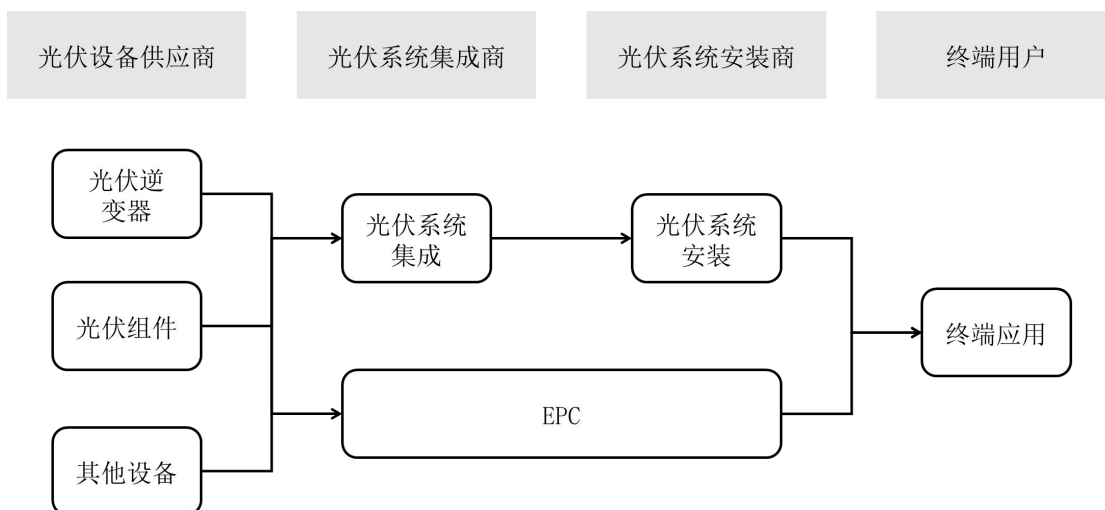 光伏设备供应商
光伏系统集成商
光伏系统安装商
终端用户
光伏逆
变器
光伏系统
集成
光伏系统
安装
光伏组件
终端应用
EPC
其他设备